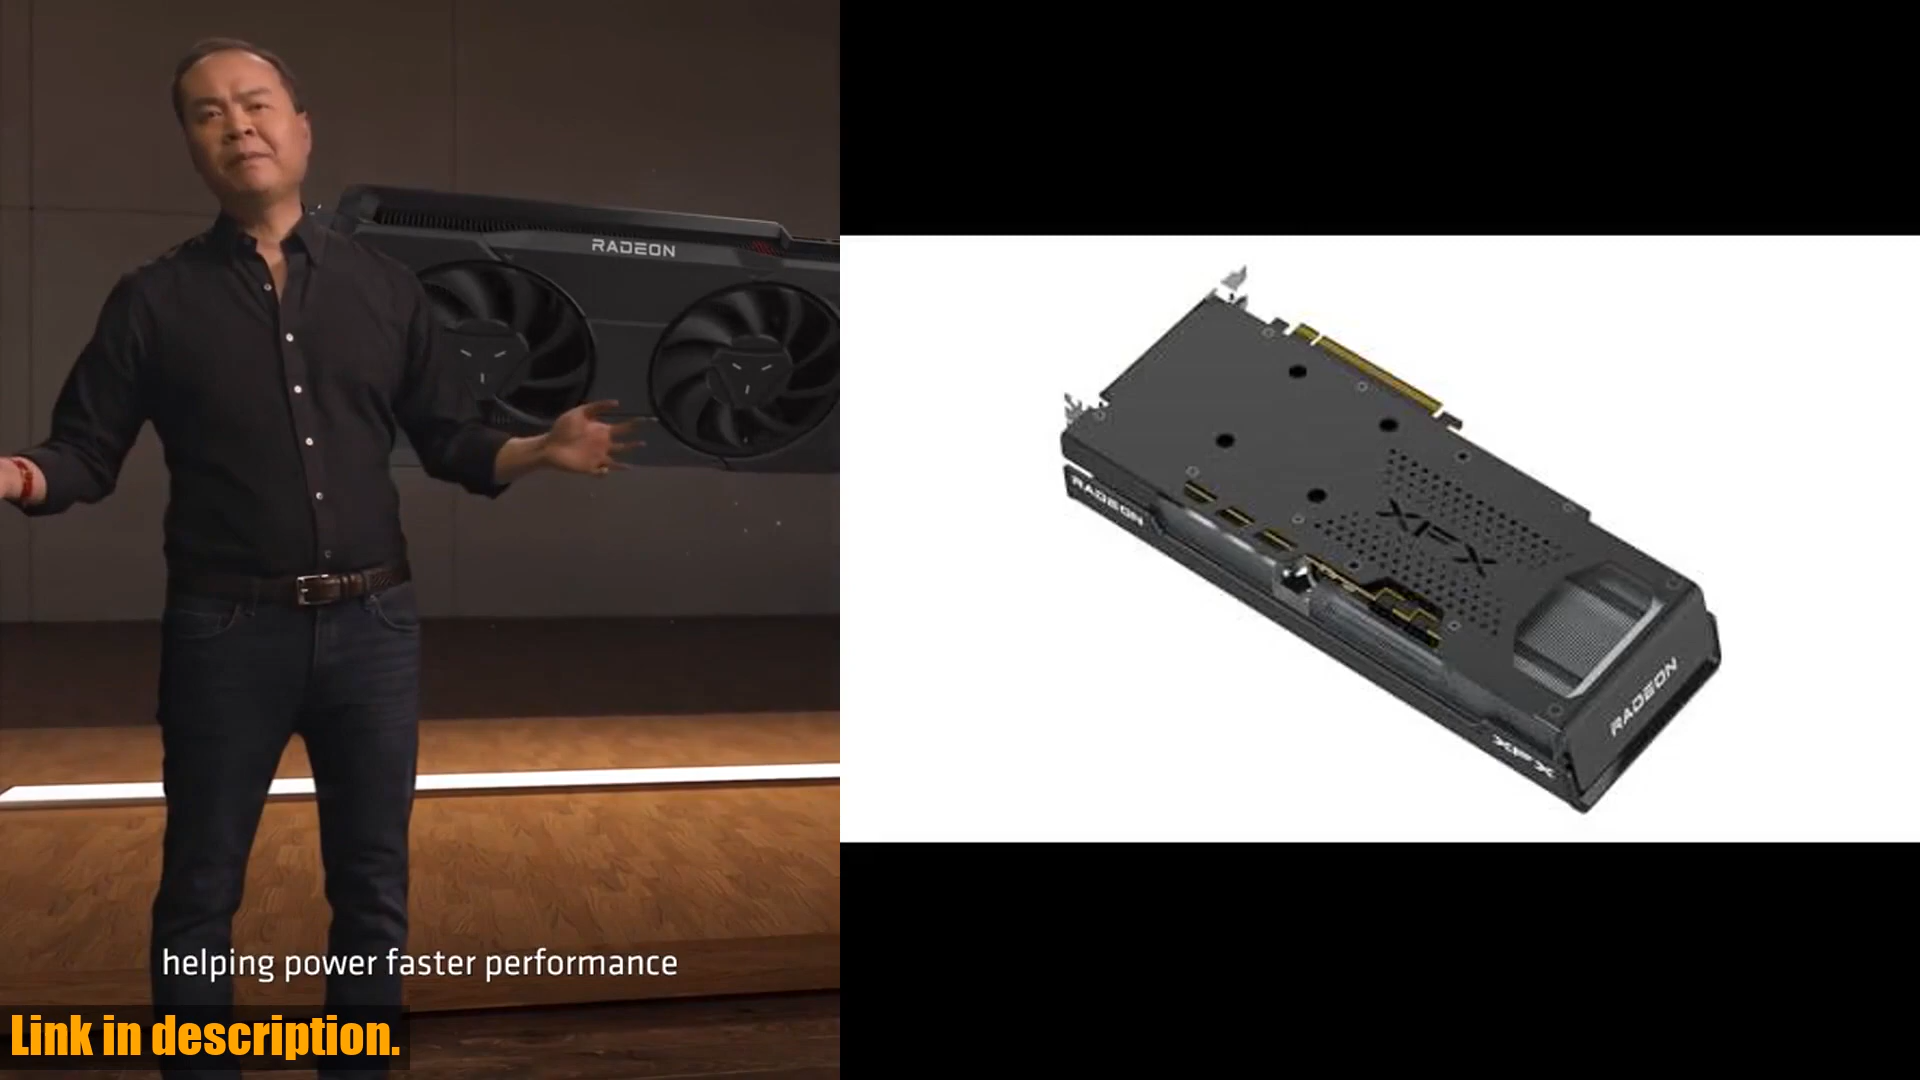 RADEON
helping power faster performance
Link in description.
RADEON
XFX
RADEON
XFX